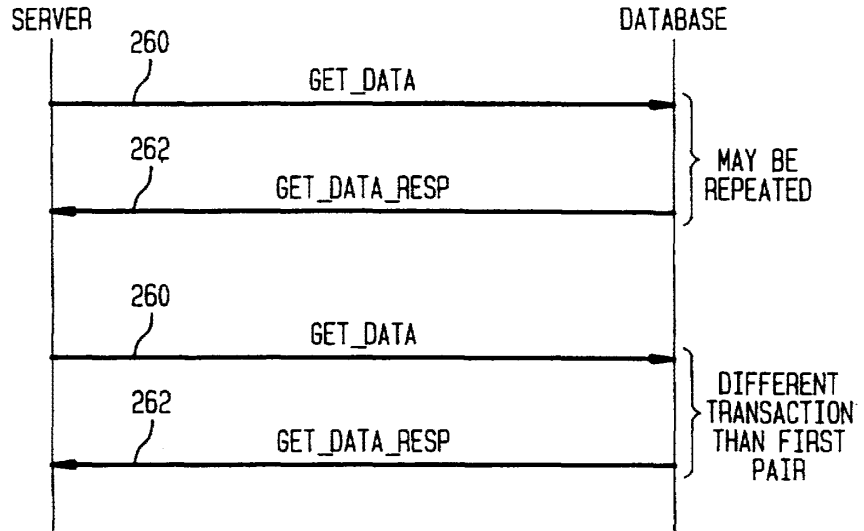 SERVER
DATABASE
260
GET_DATA
262
GET_DATA_RESP
MAY BE
REPEATED
260
GET_DATA
262
GET_DATA_RESP
DIFFERENT
TRANSACTION
THAN FIRST
PAIR